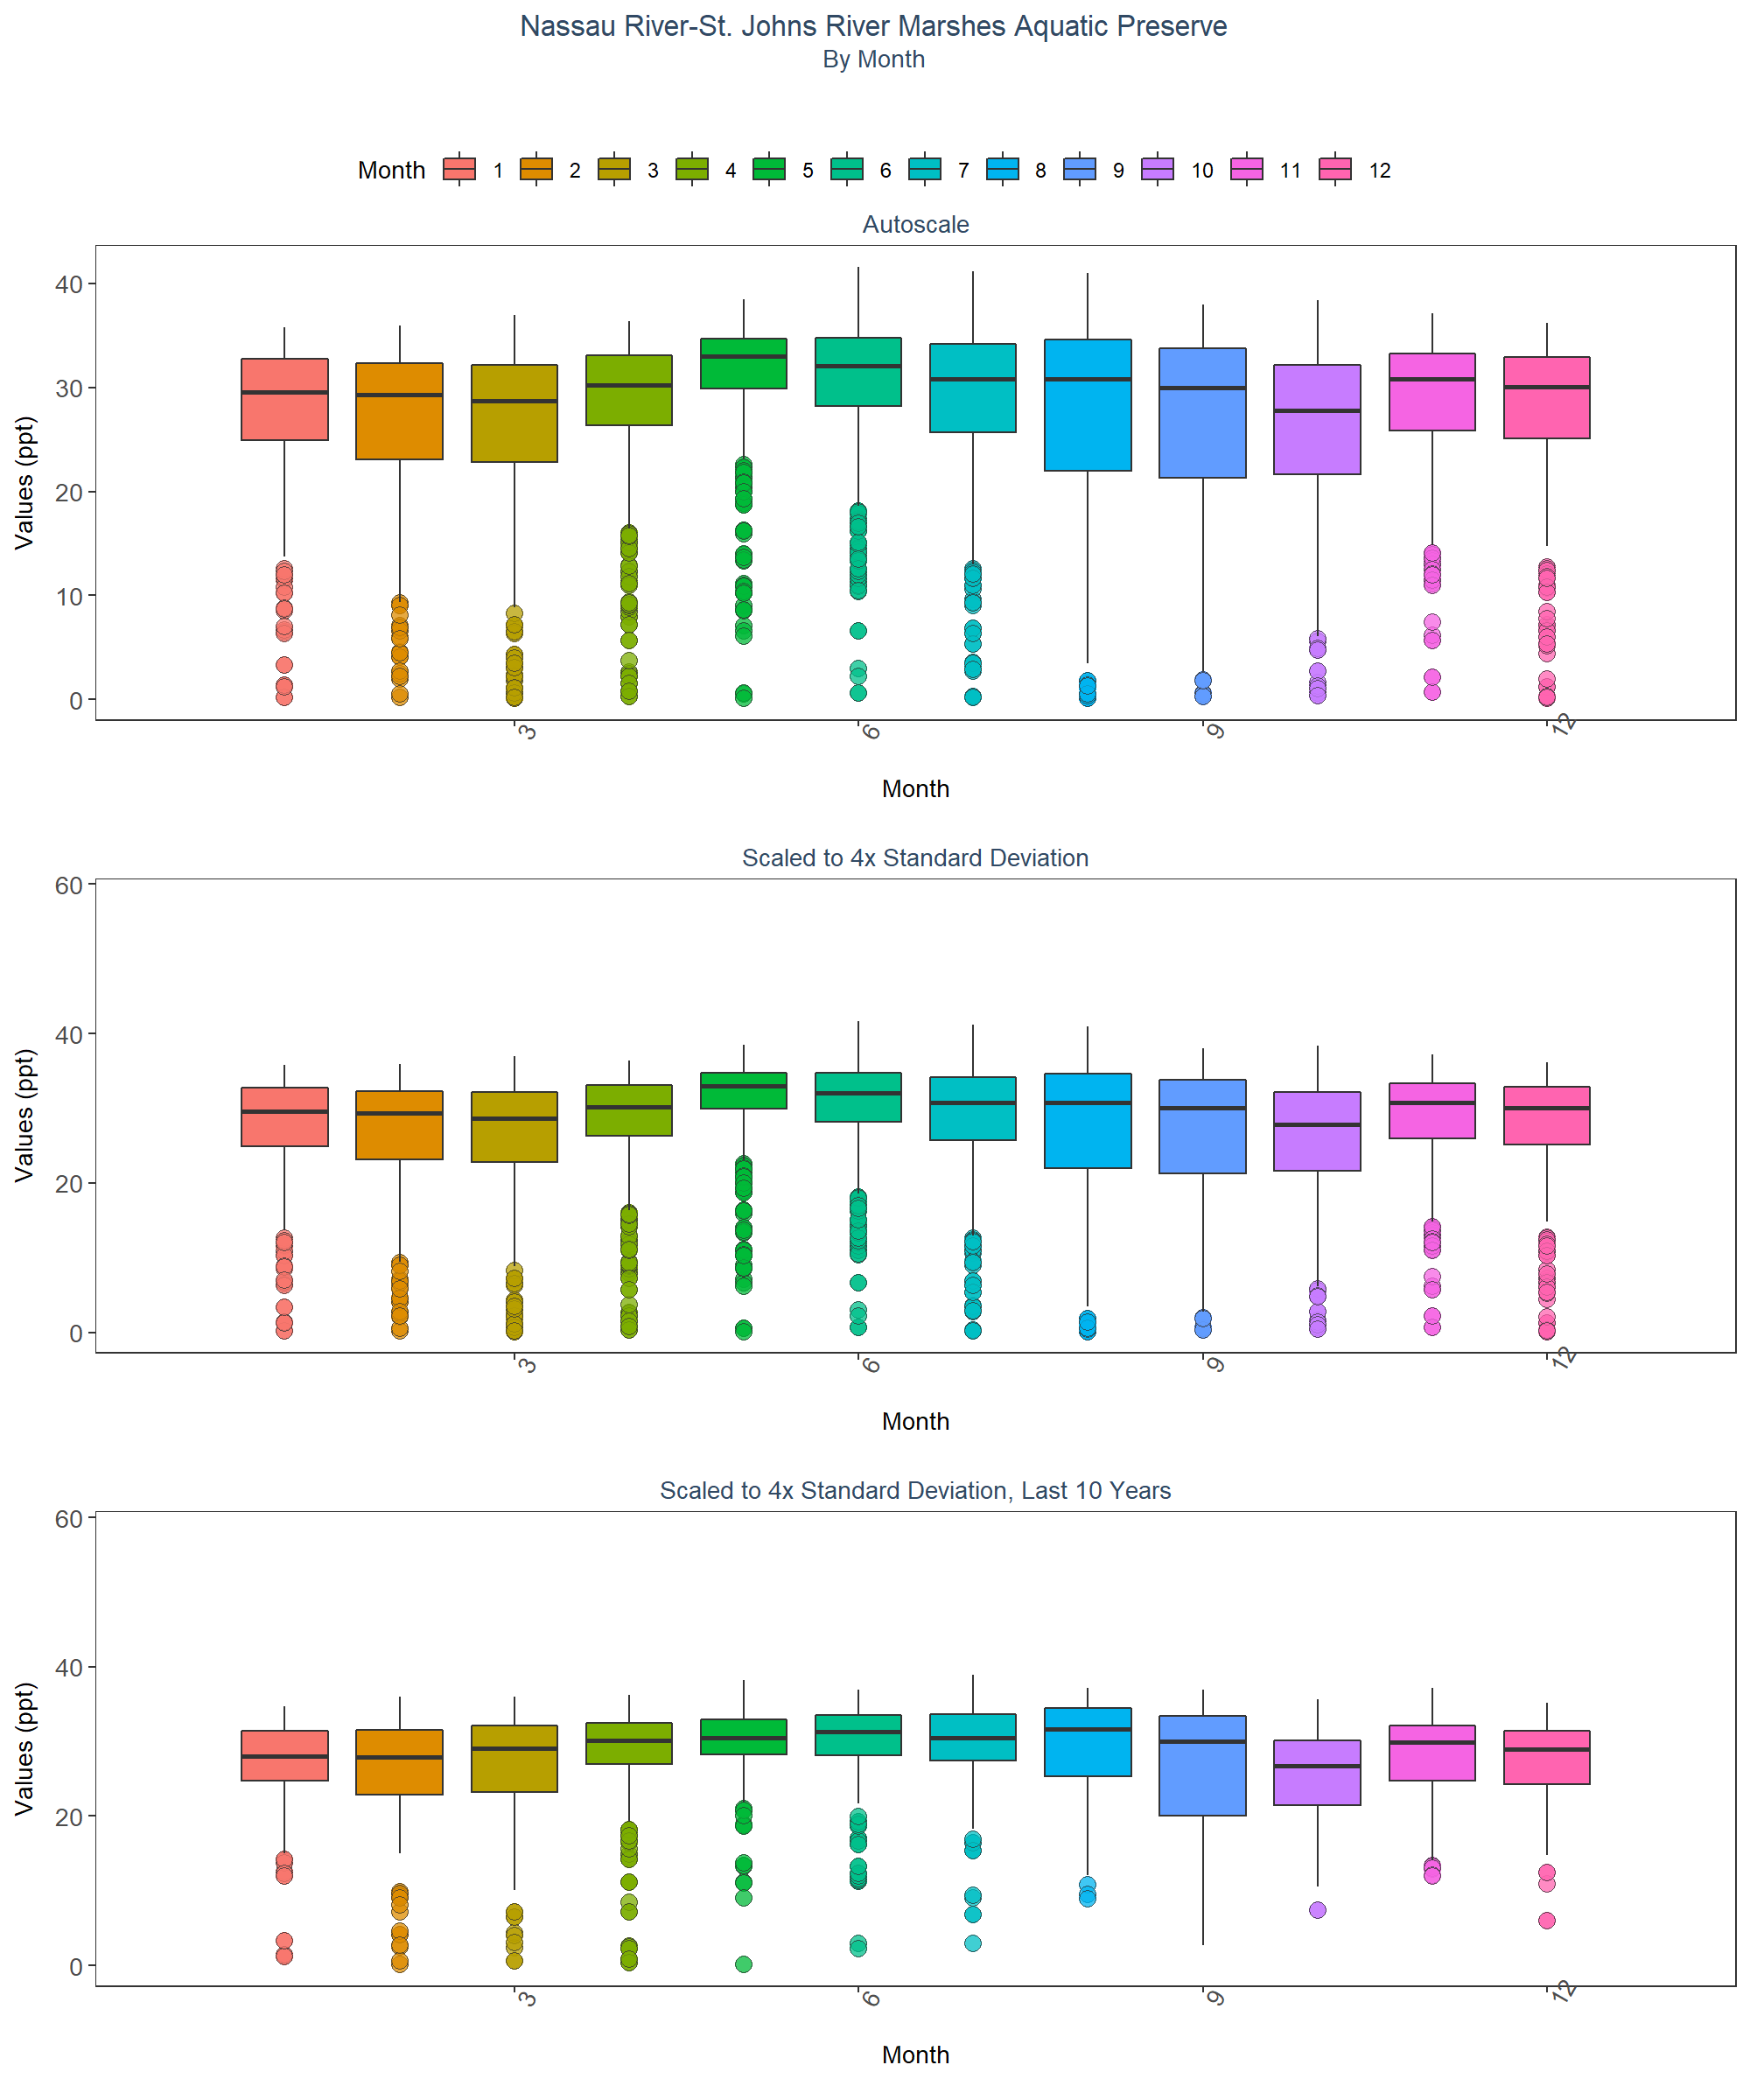 Nassau River-St. Johns River Marshes Aquatic Preserve
By Month
Month 1 2 3 4 5 6 7 8 9 10 11 12
Autoscale
40
30
20
10
0
Values (ppt)
3 6 9 12
Month
Scaled to 4x Standard Deviation
60
40
20
0
Values (ppt)
3 6 9 12
Month
Scaled to 4x Standard Deviation, Last 10 Years
60
40
20
0
Values (ppt)
3 6 9 12
Month